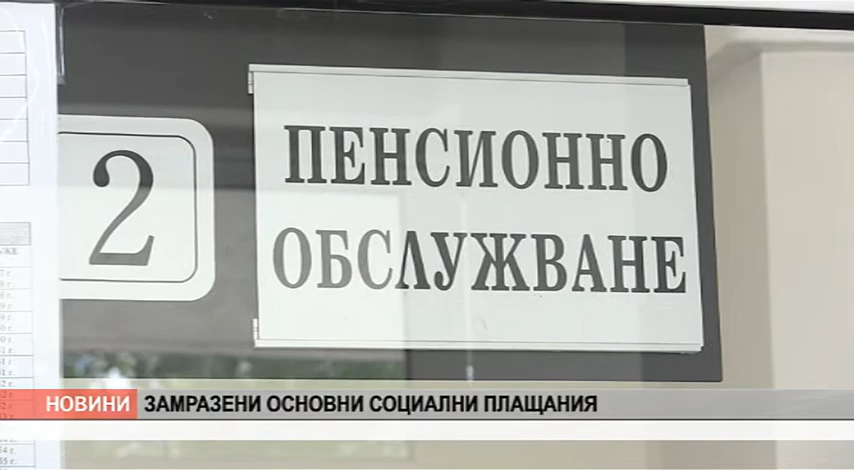 2
ПЕНСИОННО
ОБСЛУЖВАНЕ
НОВИНИ
ЗАМРАЗЕНИ ОСНОВНИ СОЦИАЛНИ ПЛАЩАНИЯ